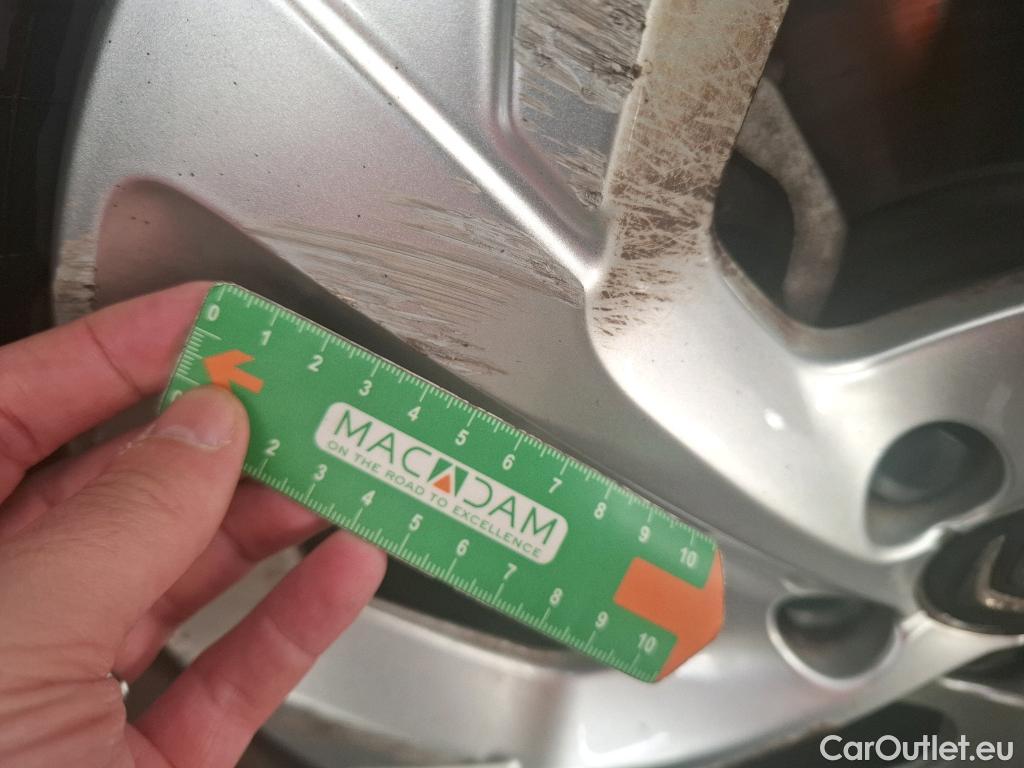 0 1 2 3 4 5 6 7 8 9 10
MACADAM
ON THE ROAD TO EXCELLENCE
2 3 4 5 6 7 8 9 10
CarOutlet.eu